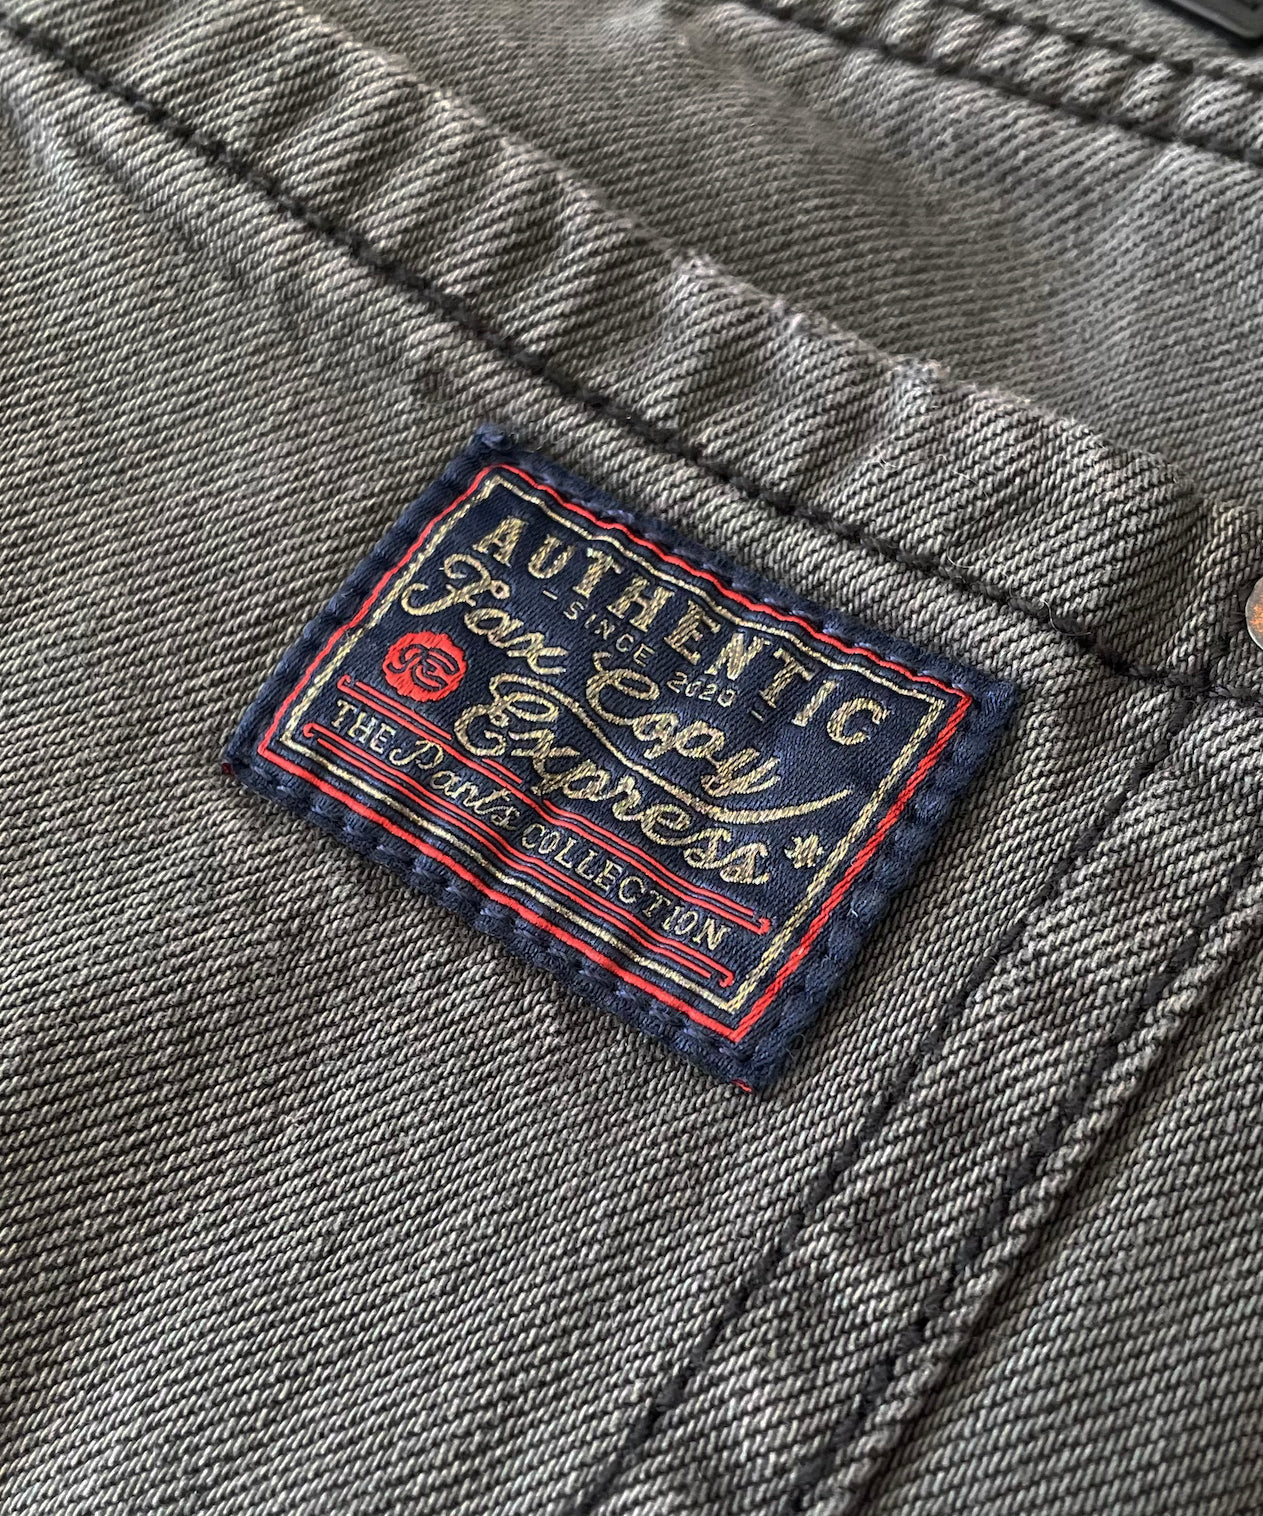 AUTHENTIC
SINCE 2020
Fax Copy
Express
THE Pants COLLECTION